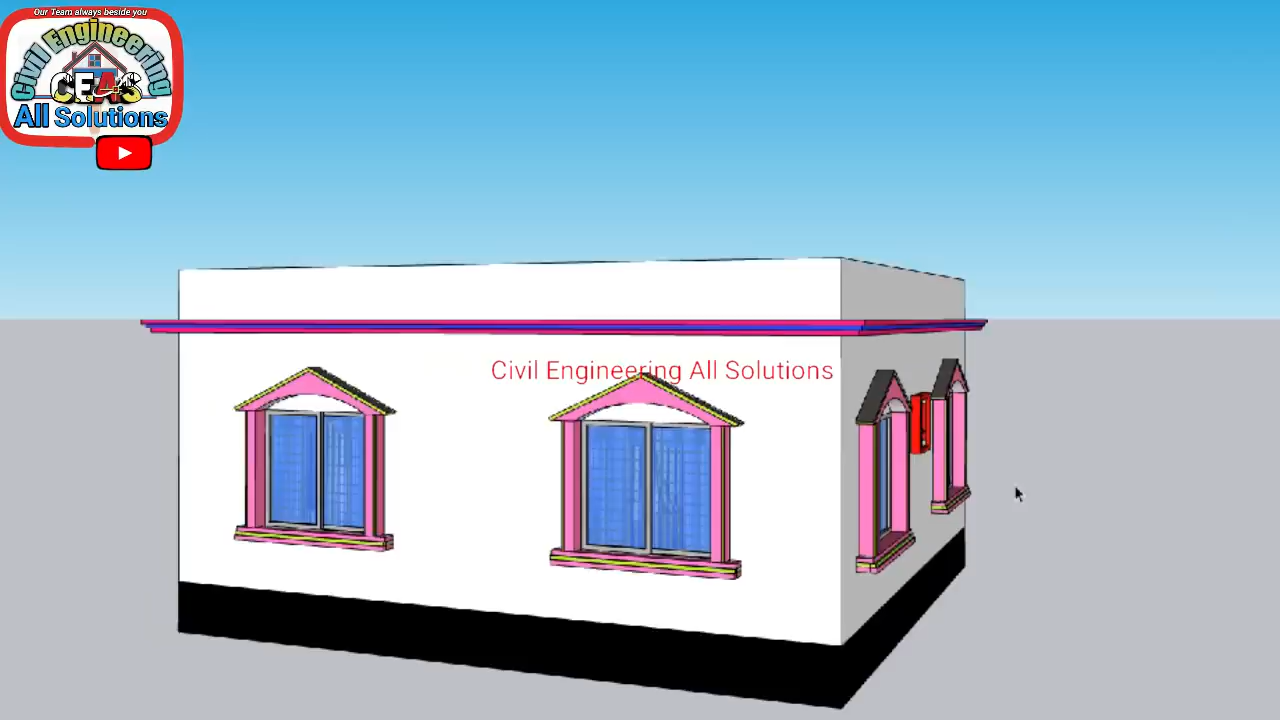 Our Team always beside you
Civil Engineering
CEAS
All Solutions
Civil Engineering All Solutions